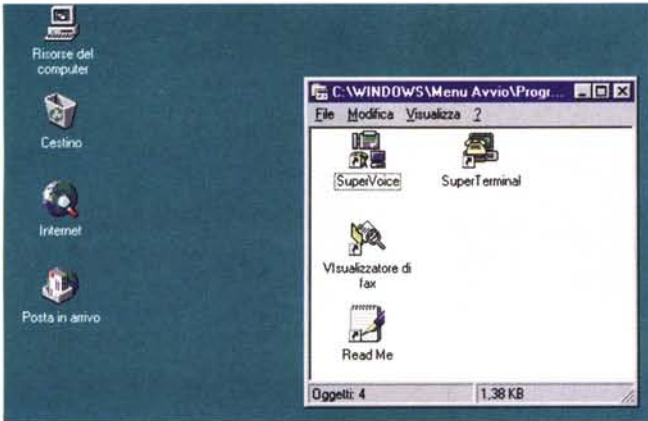 Risorse del
computer
Cestino
Internet
Posta in arrivo
C:\WINDOWS\Menu Avvio\Progr...
File Modifica Visualizza ?
SuperVoice SuperTerminal
VIsualizzatore di
fax
Read Me
Oggetti: 4 1,38 KB